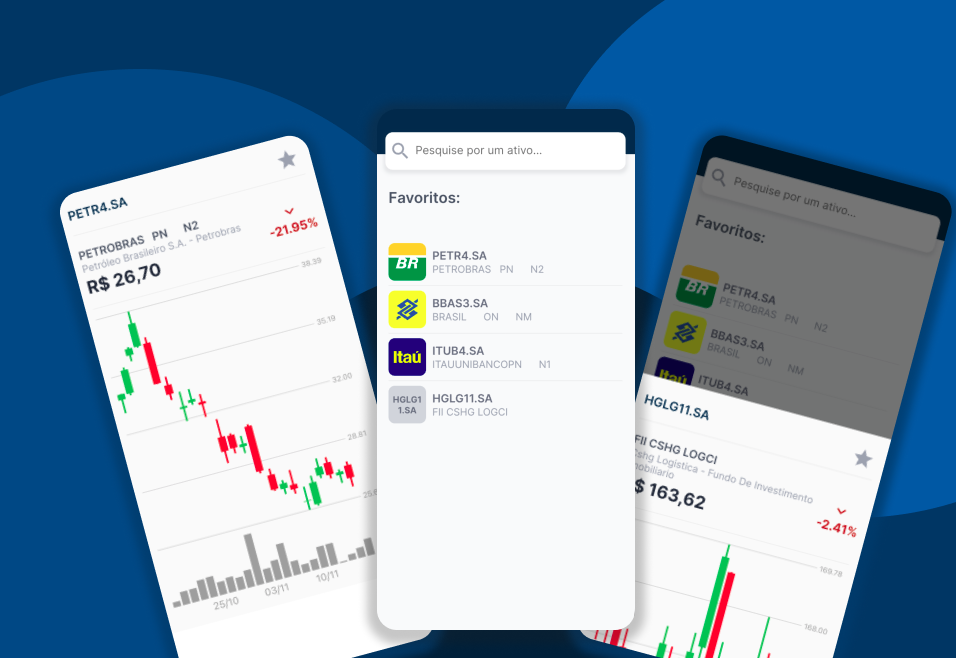 PETR4.SA
PETROBRAS PN N2
Petróleo Brasileiro S.A. - Petrobras
R$ 26,70
-21.95%
38.39
35.19
32.00
28.81
25/10
03/11
10/11
Pesquise por um ativo...
Favoritos:
BR
PETR4.SA
PETROBRAS PN N2
BBAS3.SA
BRASIL ON NM
Itaú
ITUB4.SA
ITAUUNIBANCOPN N1
HGLG1
1.SA
HGLG11.SA
FII CSHG LOGCI
Pesquise por um ativo...
Favoritos:
BR
PETR4.SA
PETROBRAS PN N2
BBAS3.SA
BRASIL ON NM
Itaú
ITUB4.SA
HGLG11.SA
FII CSHG LOGCI
Cshg Logística - Fundo De Investimento
mobiliario
$ 163,62
-2.41%
169.78
168.00